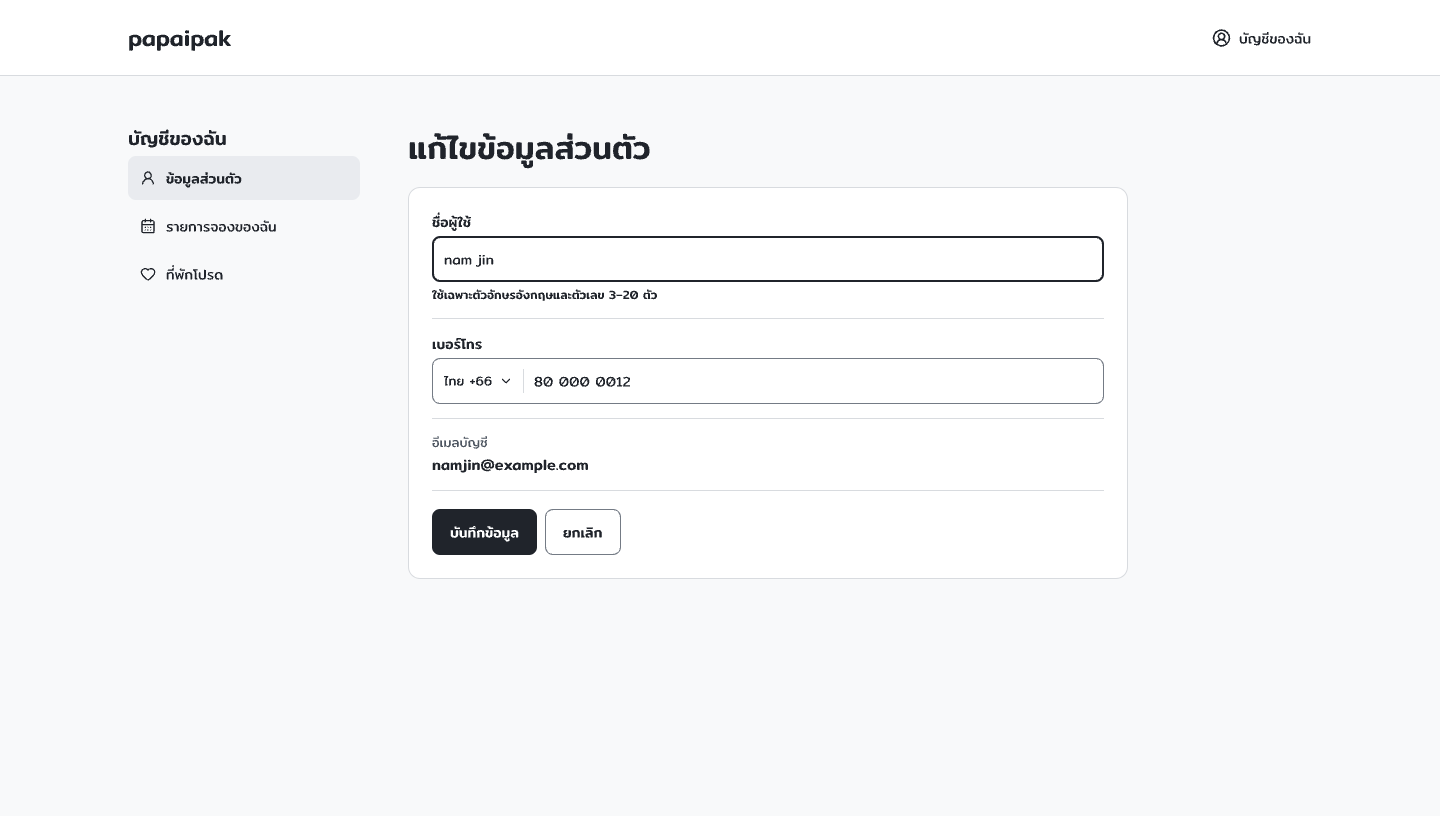 papaipak
บัญชีของฉัน
บัญชีของฉัน
ข้อมูลส่วนตัว
รายการจองของฉัน
ที่พักโปรด
แก้ไขข้อมูลส่วนตัว
ชื่อผู้ใช้
nam jin
ใช้เฉพาะตัวอักษรอังกฤษและตัวเลข 3–20 ตัว
เบอร์โทร
ไทย +66 80 000 0012
อีเมลบัญชี
namjin@example.com
บันทึกข้อมูล ยกเลิก